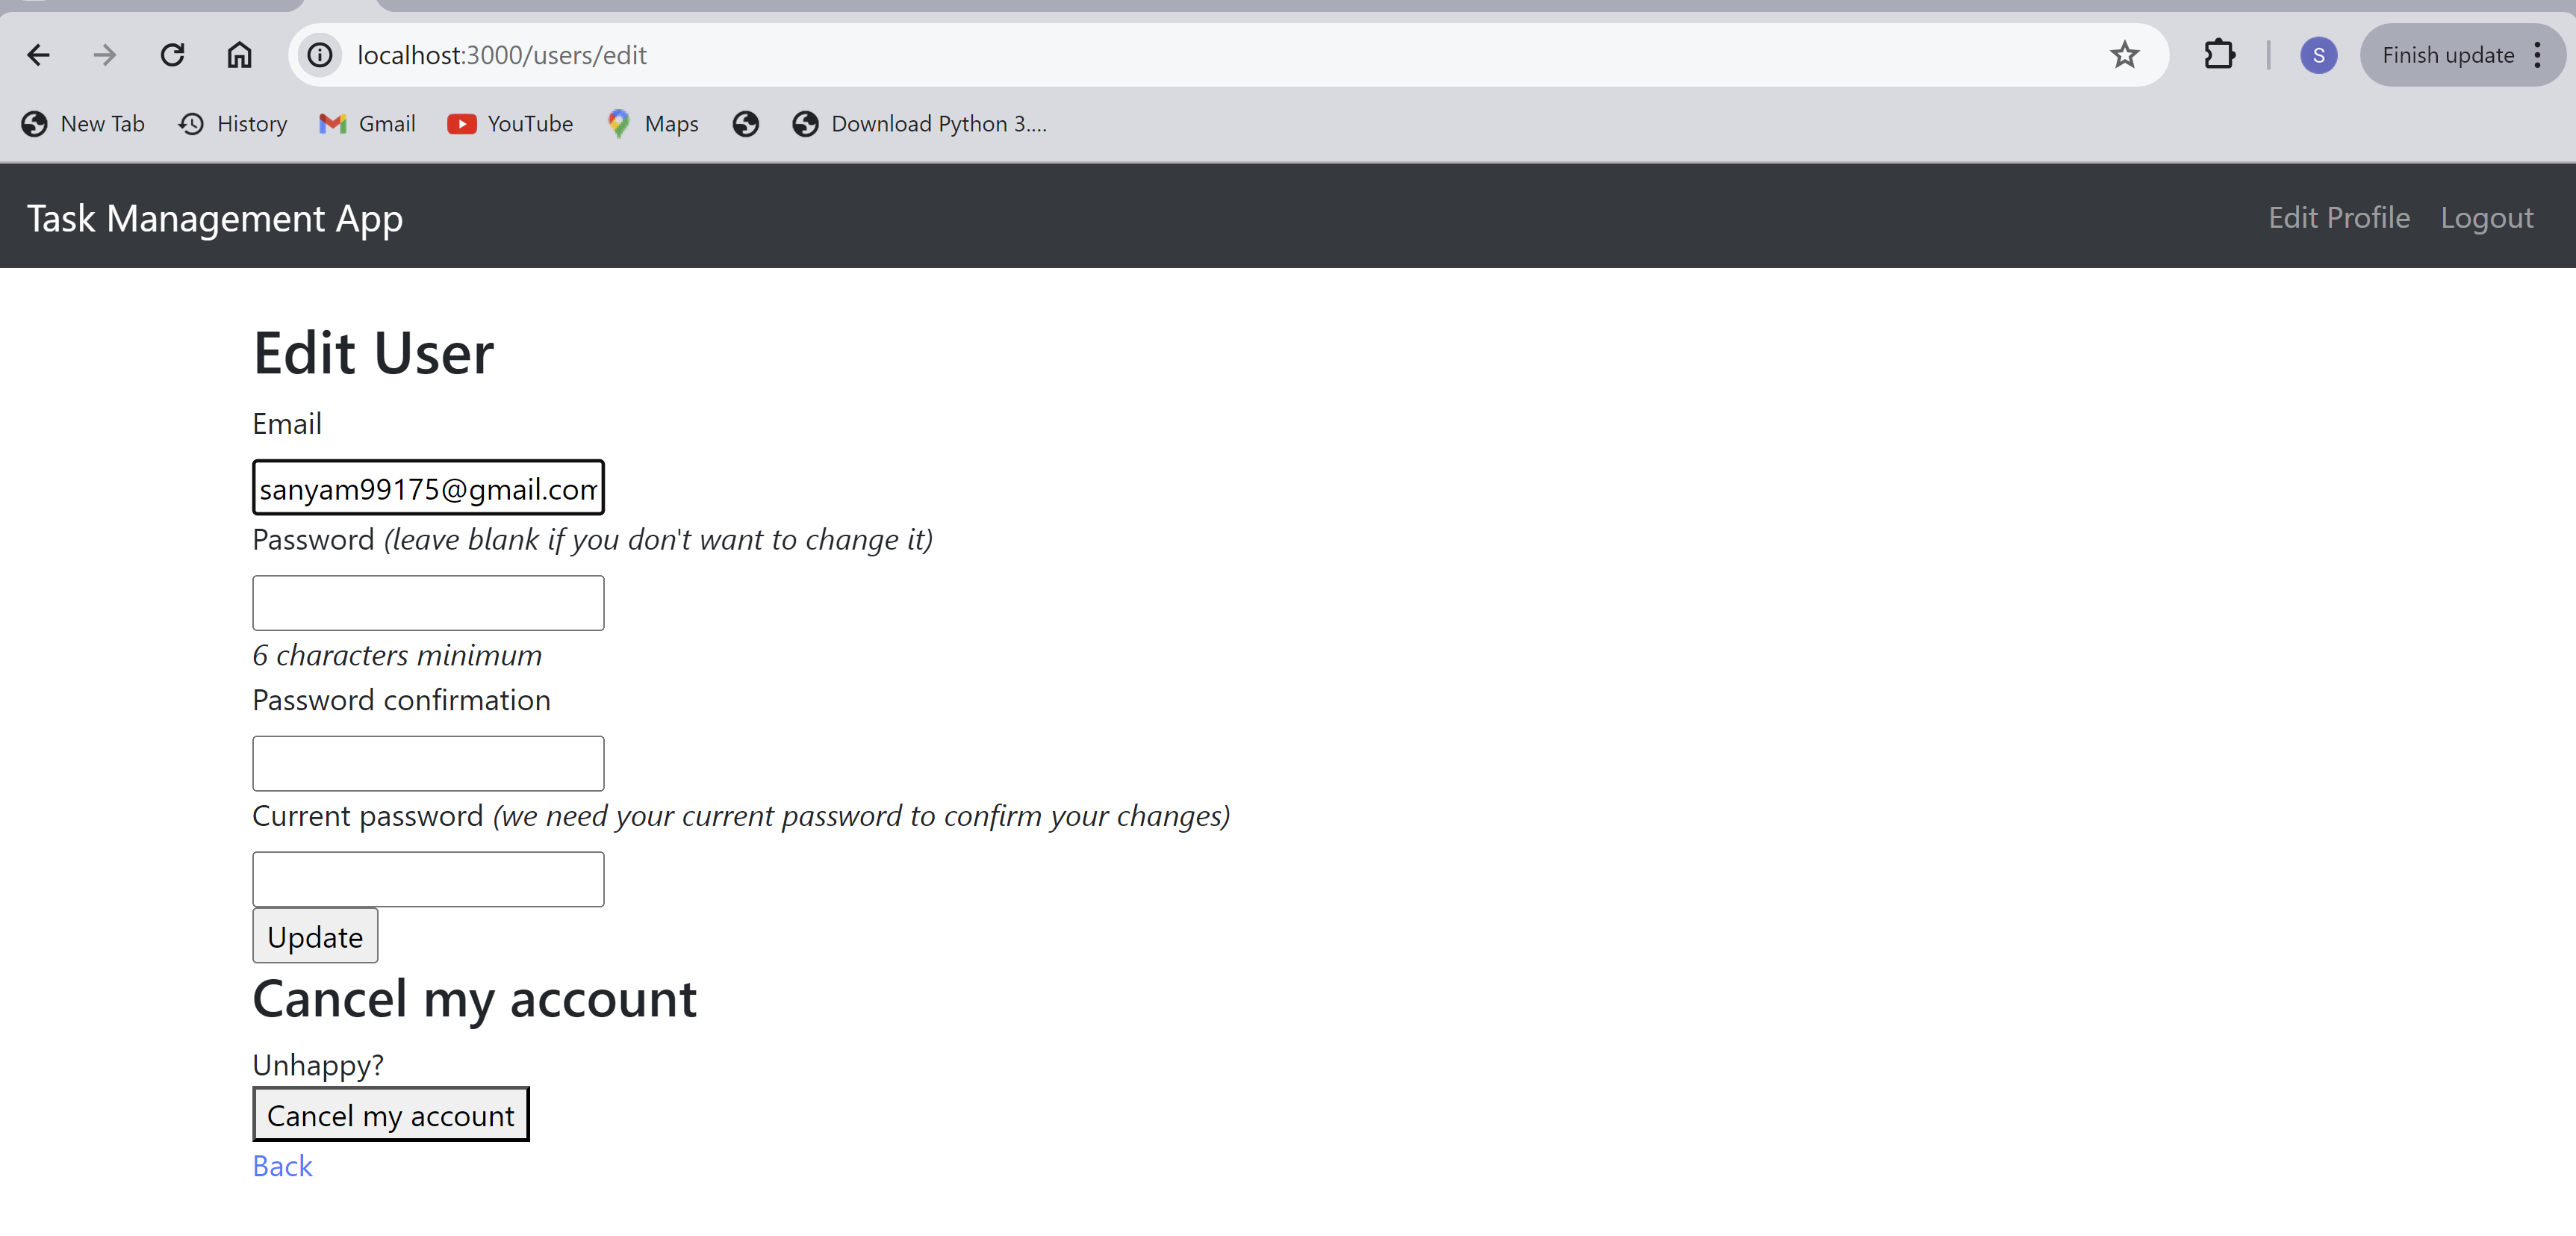 localhost:3000/users/edit
S
Finish update
New Tab History Gmail YouTube Maps Download Python 3....
Task Management App
Edit Profile Logout
Edit User
Email
sanyam99175@gmail.com
Password (leave blank if you don't want to change it)
6 characters minimum
Password confirmation
Current password (we need your current password to confirm your changes)
Update
Cancel my account
Unhappy?
Cancel my account
Back